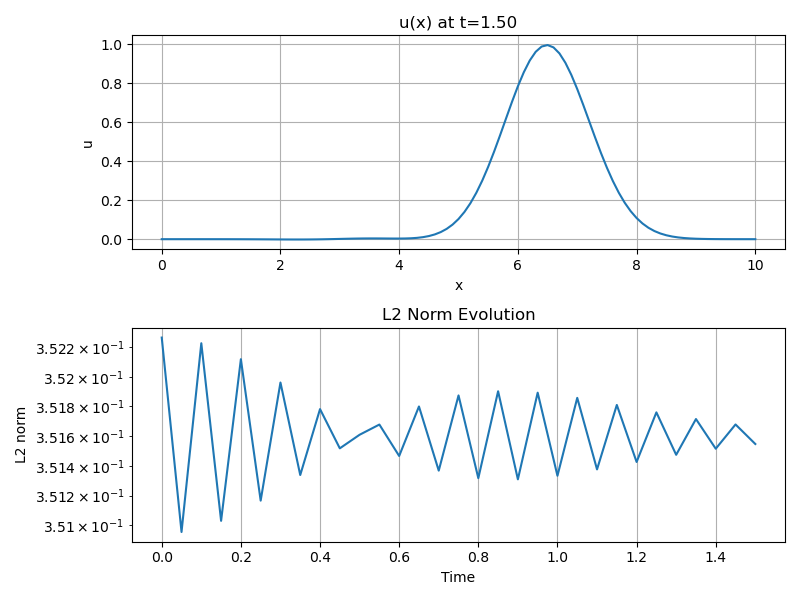 u(x) at t=1.50
1.0
0.8
0.6
0.4
0.2
0.0
u
0 2 4 6 8 10
x
L2 Norm Evolution
3.522 × 10⁻¹
3.52 × 10⁻¹
3.518 × 10⁻¹
3.516 × 10⁻¹
3.514 × 10⁻¹
3.512 × 10⁻¹
3.51 × 10⁻¹
L2 norm
0.0 0.2 0.4 0.6 0.8 1.0 1.2 1.4
Time